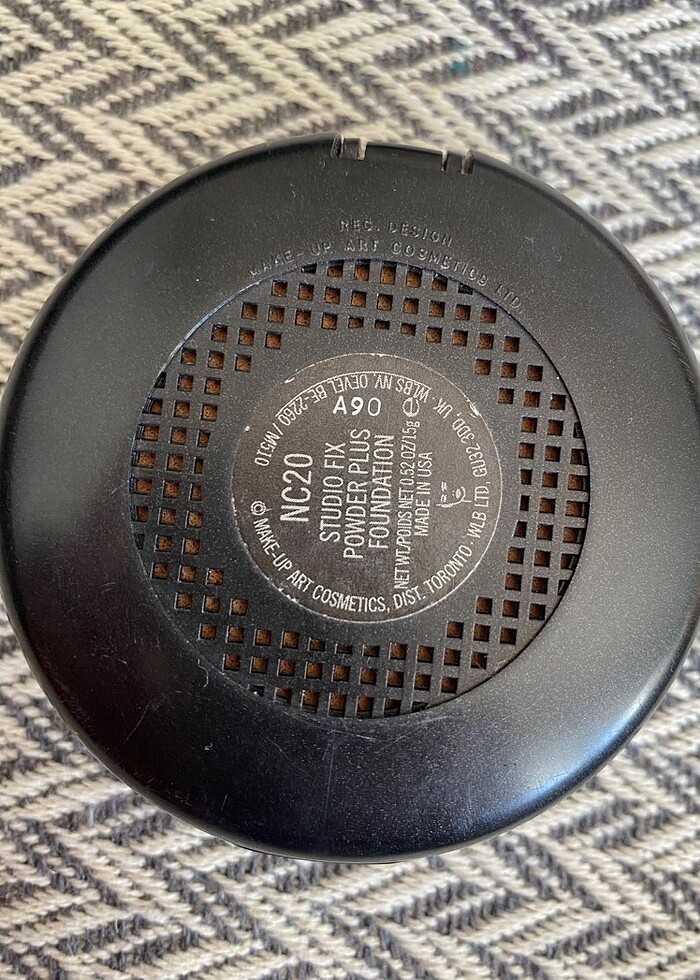 REG. DESIGN
MAKE-UP ART COSMETICS LTD.
A90
NC20
STUDIO FIX
POWDER PLUS
FOUNDATION
NET WT/POIDS NET 0.52 OZ/15g ℮
MADE IN USA
© MAKE-UP ART COSMETICS, DIST. TORONTO · WLB LTD, GU32 3DD, UK. WLBS NV. OEVEL BE-2260 / M510